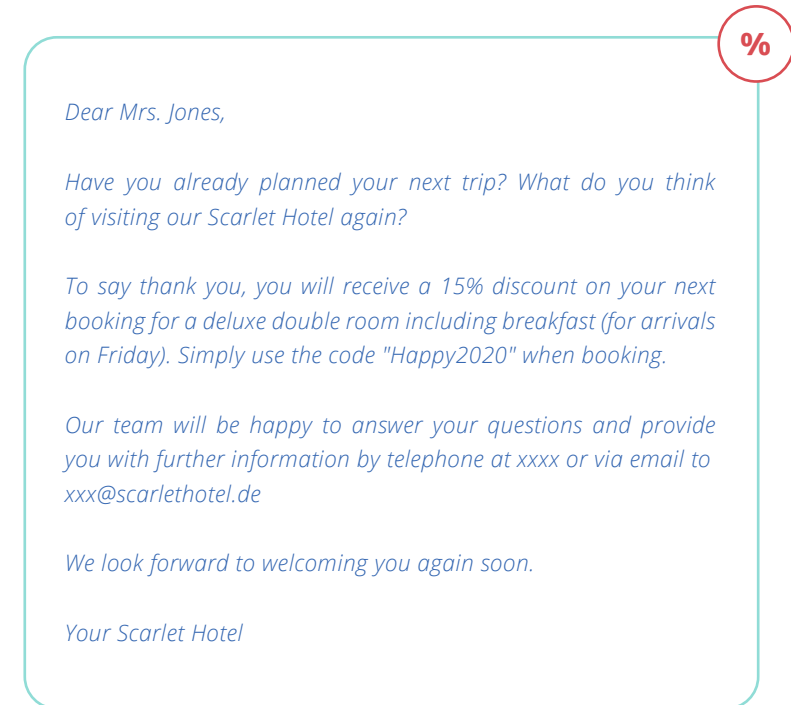 %
Dear Mrs. Jones,
Have you already planned your next trip? What do you think
of visiting our Scarlet Hotel again?
To say thank you, you will receive a 15% discount on your next
booking for a deluxe double room including breakfast (for arrivals
on Friday). Simply use the code "Happy2020" when booking.
Our team will be happy to answer your questions and provide
you with further information by telephone at xxxx or via email to
xxx@scarlethotel.de
We look forward to welcoming you again soon.
Your Scarlet Hotel